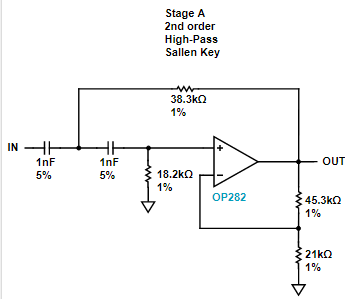 Stage A
2nd order
High-Pass
Sallen Key
38.3kΩ
1%
IN
1nF
5%
1nF
5%
18.2kΩ
1%
+
−
OP282
OUT
45.3kΩ
1%
21kΩ
1%